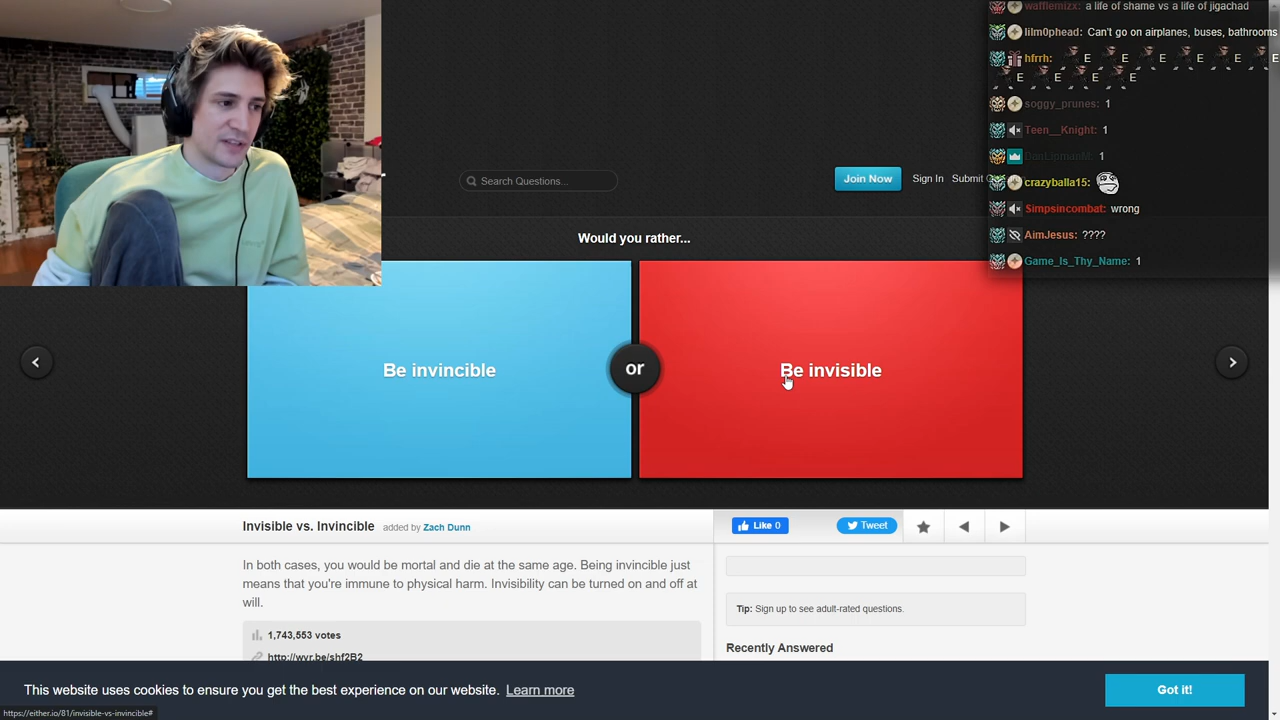 wafflemizx: a life of shame vs a life of jigachad
lilm0phead: Can't go on airplanes, buses, bathrooms
hfrrh: E E E E E E
E E E E
soggy_prunes: 1
Teen__Knight: 1
DonLipmanM: 1
crazyballa15:
Simpsincombat: wrong
AimJesus: ????
Game_Is_Thy_Name: 1
Search Questions...
Join Now Sign In Submit
Would you rather...
Be invincible or Be invisible
Invisible vs. Invincible added by Zach Dunn
Like 0 Tweet
In both cases, you would be mortal and die at the same age. Being invincible just
means that you're immune to physical harm. Invisibility can be turned on and off at
will.
1,743,553 votes
http://wyr.be/shf2B2
Tip: Sign up to see adult-rated questions.
Recently Answered
This website uses cookies to ensure you get the best experience on our website. Learn more
Got it!
https://either.io/81/invisible-vs-invincible#